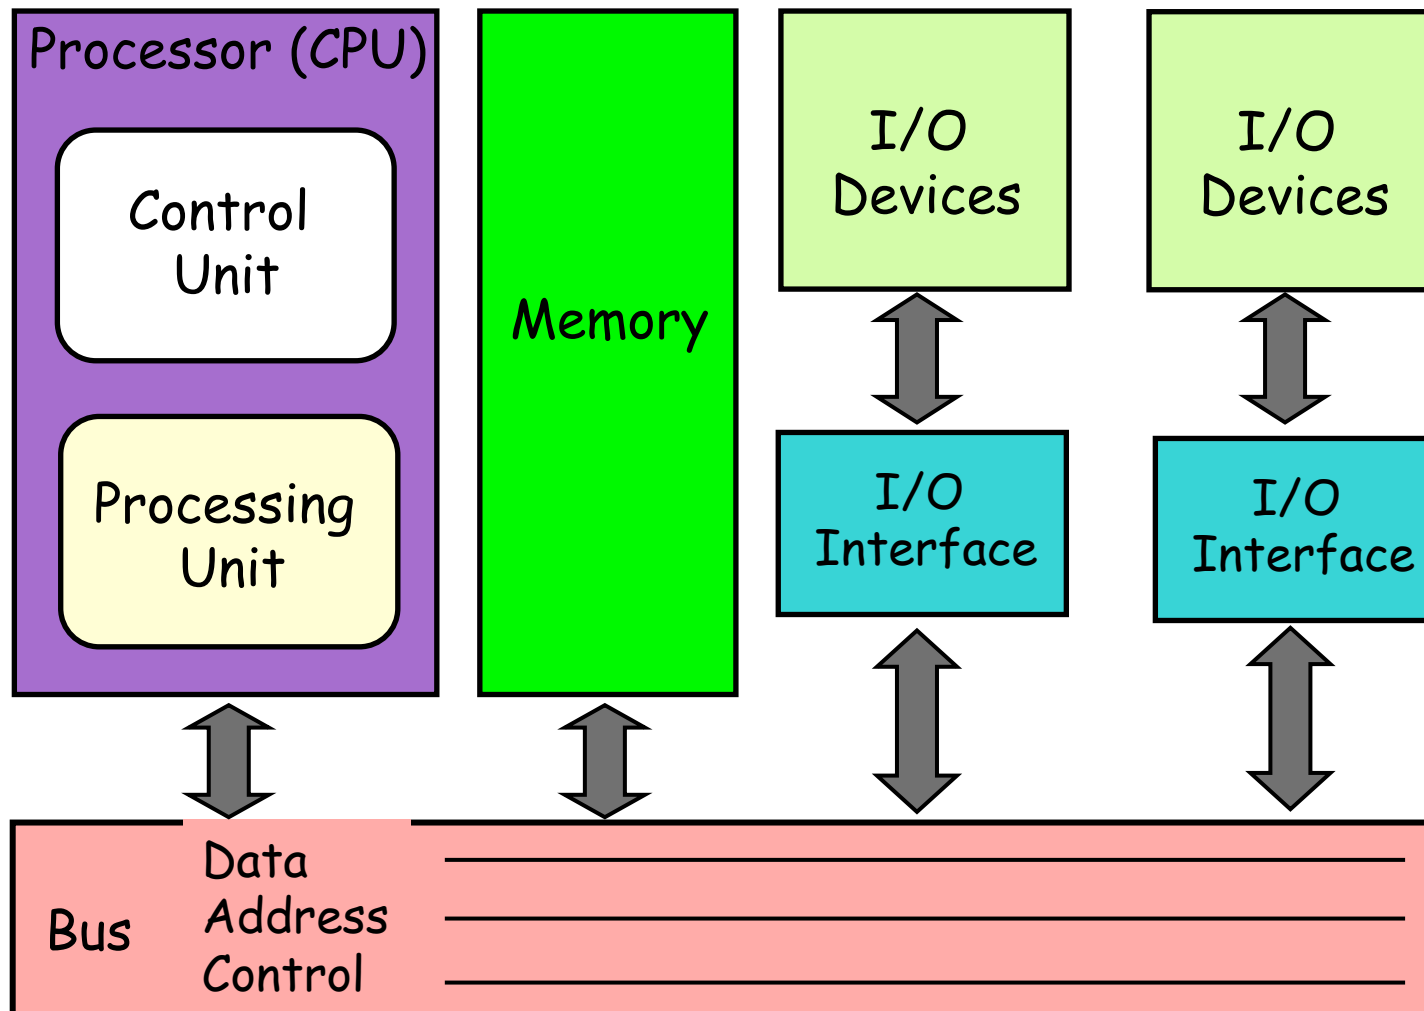 Processor (CPU)
Control
Unit
Processing
Unit
Memory
I/O
Devices
I/O
Interface
I/O
Devices
I/O
Interface
Bus
Data
Address
Control